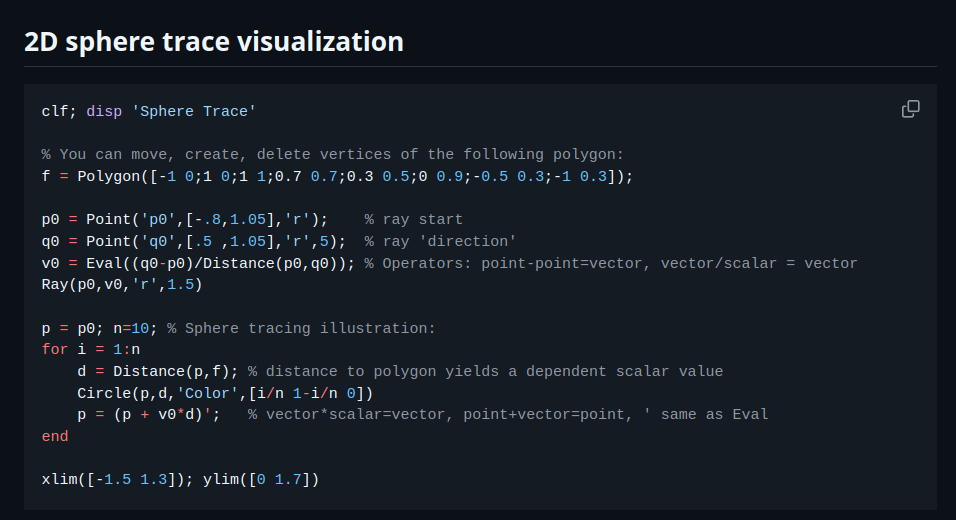 2D sphere trace visualization
clf; disp 'Sphere Trace'
% You can move, create, delete vertices of the following polygon:
f = Polygon([-1 0;1 0;1 1;0.7 0.7;0.3 0.5;0 0.9;-0.5 0.3;-1 0.3]);
p0 = Point('p0',[-.8,1.05],'r');    % ray start
q0 = Point('q0',[.5 ,1.05],'r',5);  % ray 'direction'
v0 = Eval((q0-p0)/Distance(p0,q0)); % Operators: point-point=vector, vector/scalar = vector
Ray(p0,v0,'r',1.5)
p = p0; n=10; % Sphere tracing illustration:
for i = 1:n
    d = Distance(p,f); % distance to polygon yields a dependent scalar value
    Circle(p,d,'Color',[i/n 1-i/n 0])
    p = (p + v0*d)';   % vector*scalar=vector, point+vector=point, ' same as Eval
end
xlim([-1.5 1.3]); ylim([0 1.7])